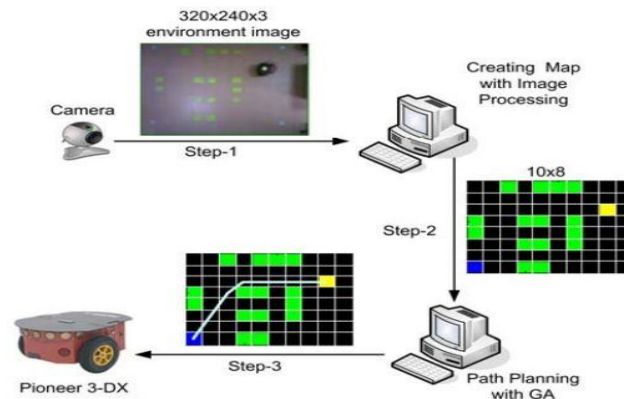 320x240x3
environment image
Camera
Step-1
Creating Map
with Image
Processing
10x8
Step-2
Step-3
Pioneer 3-DX
Path Planning
with GA